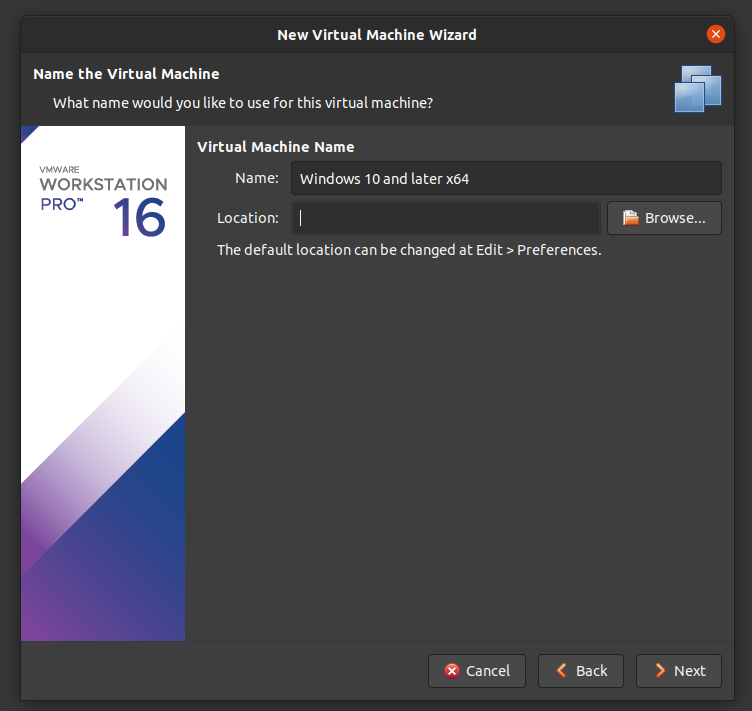 New Virtual Machine Wizard
Name the Virtual Machine
What name would you like to use for this virtual machine?
VMWARE
WORKSTATION
PRO™ 16
Virtual Machine Name
Name: Windows 10 and later x64
Location: Browse...
The default location can be changed at Edit > Preferences.
Cancel Back Next